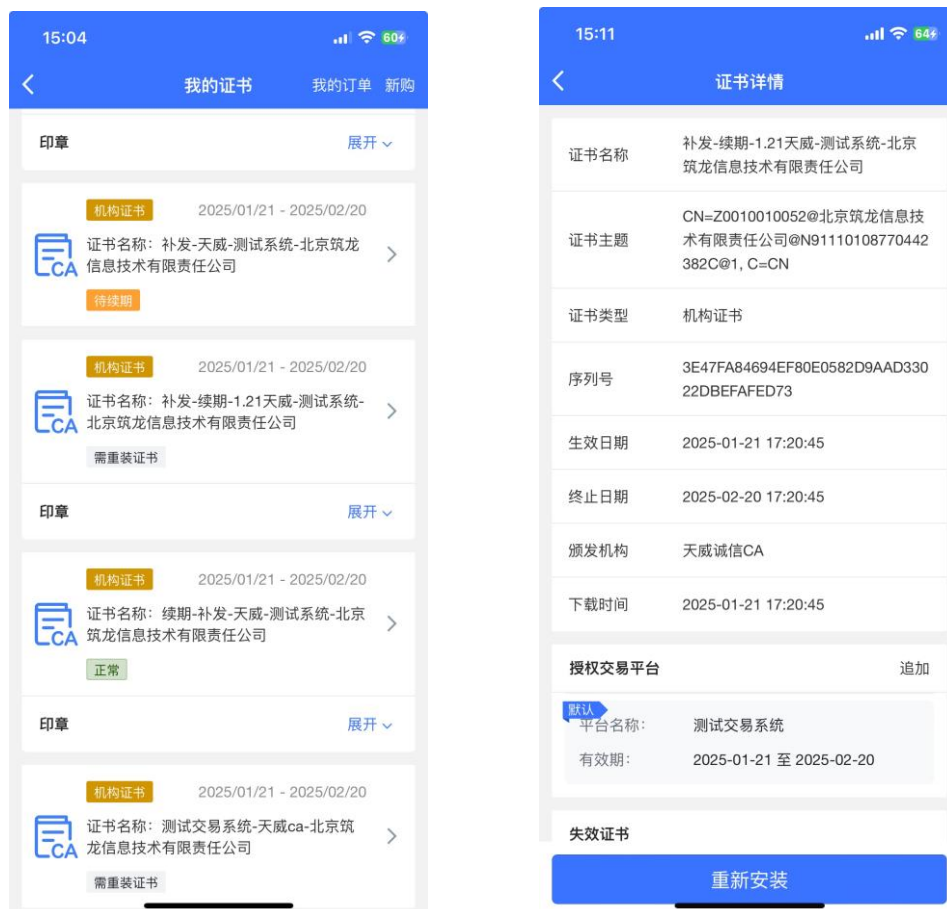 15:04
60
我的证书
我的订单 新购
印章
展开
机构证书
2025/01/21 - 2025/02/20
证书名称：补发-天威-测试系统-北京筑龙
信息技术有限责任公司
CA
待续期
机构证书
2025/01/21 - 2025/02/20
证书名称：补发-续期-1.21天威-测试系统-
北京筑龙信息技术有限责任公司
CA
需重装证书
印章
展开
机构证书
2025/01/21 - 2025/02/20
证书名称：续期-补发-天威-测试系统-北京
筑龙信息技术有限责任公司
CA
正常
印章
展开
机构证书
2025/01/21 - 2025/02/20
证书名称：测试交易系统-天威ca-北京筑
龙信息技术有限责任公司
CA
需重装证书
15:11
64
证书详情
证书名称
补发-续期-1.21天威-测试系统-北京
筑龙信息技术有限责任公司
证书主题
CN=Z0010010052@北京筑龙信息技
术有限责任公司@N91110108770442
382C@1, C=CN
证书类型
机构证书
序列号
3E47FA84694EF80E0582D9AAD330
22DBEFAFED73
生效日期
2025-01-21 17:20:45
终止日期
2025-02-20 17:20:45
颁发机构
天威诚信CA
下载时间
2025-01-21 17:20:45
授权交易平台
追加
默认
平台名称：
测试交易系统
有效期：
2025-01-21 至 2025-02-20
失效证书
重新安装